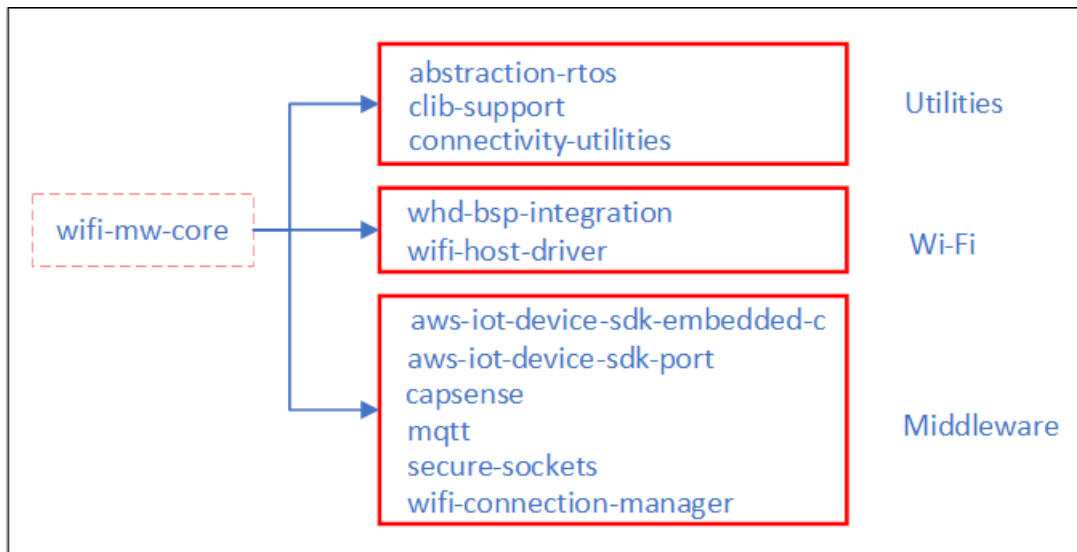 wifi-mw-core
abstraction-rtos
clib-support
connectivity-utilities
Utilities
whd-bsp-integration
wifi-host-driver
Wi-Fi
aws-iot-device-sdk-embedded-c
aws-iot-device-sdk-port
capsense
mqtt
secure-sockets
wifi-connection-manager
Middleware